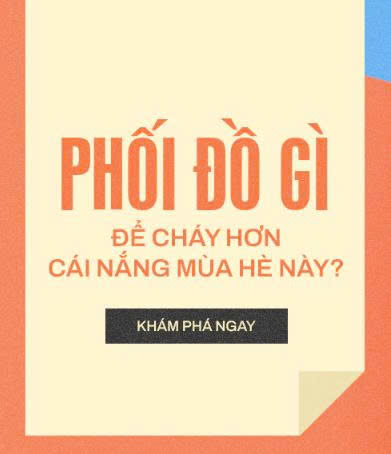 PHỐI ĐỒ GÌ
ĐỂ CHÁY HƠN
CÁI NẮNG MÙA HÈ NÀY?
KHÁM PHÁ NGAY